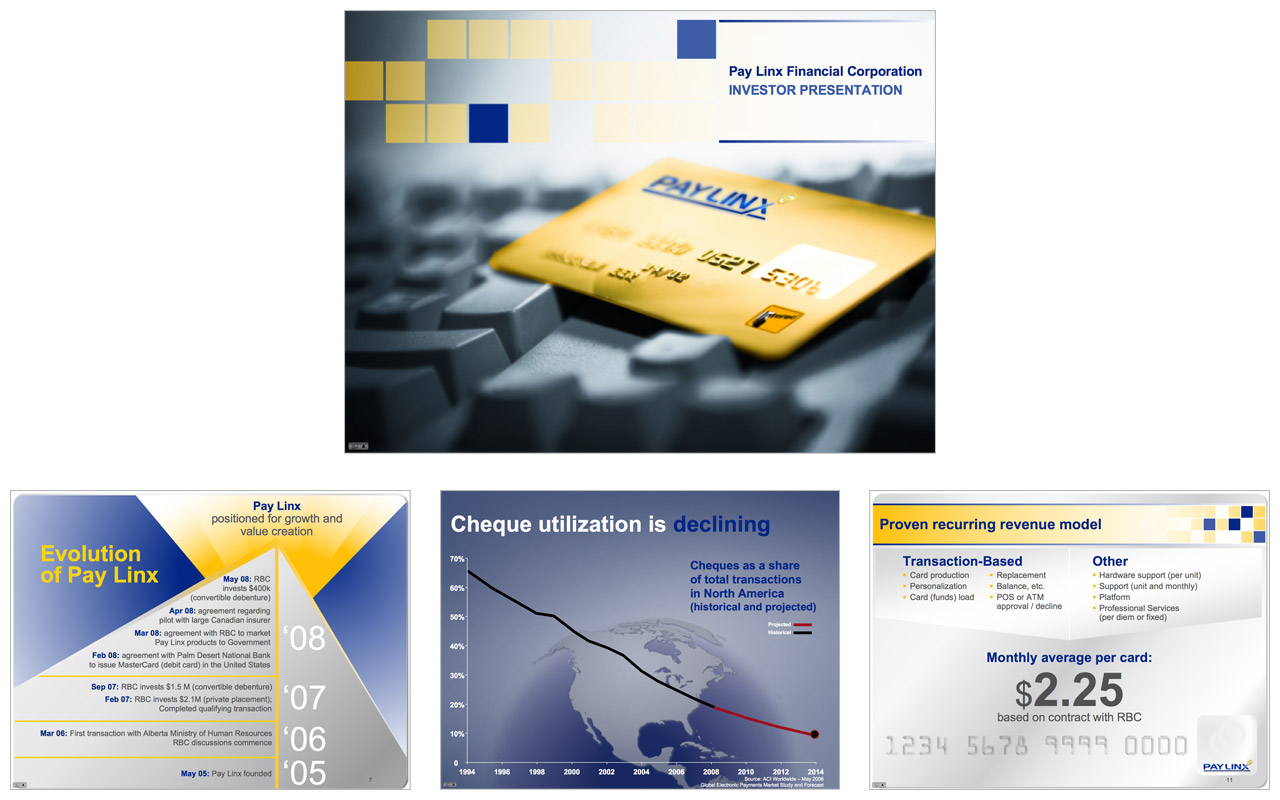 Pay Linx Financial Corporation
INVESTOR PRESENTATION
PAYLINX
0527 5306
Pay Linx
positioned for growth and
value creation
Evolution
of Pay Linx
May 08: RBC
invests $400k
(convertible debenture)
Apr 08: agreement regarding
pilot with large Canadian insurer
Mar 08: agreement with RBC to market
Pay Linx products to Government
Feb 08: agreement with Palm Desert National Bank
to issue MasterCard (debit card) in the United States
‘08
Sep 07: RBC invests $1.5 M (convertible debenture)
Feb 07: RBC invests $2.1M (private placement);
Completed qualifying transaction
‘07
Mar 06: First transaction with Alberta Ministry of Human Resources
RBC discussions commence
‘06
May 05: Pay Linx founded
‘05
7
Cheque utilization is declining
Cheques as a share
of total transactions
in North America
(historical and projected)
Projected
Historical
70%
60%
50%
40%
30%
20%
10%
0
1994 1996 1998 2000 2002 2004 2006 2008 2010 2012 2014
Source: ACI Worldwide – May 2006
Global Electronic Payments Market Study and Forecast
Proven recurring revenue model
Transaction-Based
Card production
Personalization
Card (funds) load
Replacement
Balance, etc.
POS or ATM
approval / decline
Other
Hardware support (per unit)
Support (unit and monthly)
Platform
Professional Services
(per diem or fixed)
Monthly average per card:
$2.25
based on contract with RBC
1234 5678 9999 0000
PAYLINX
11